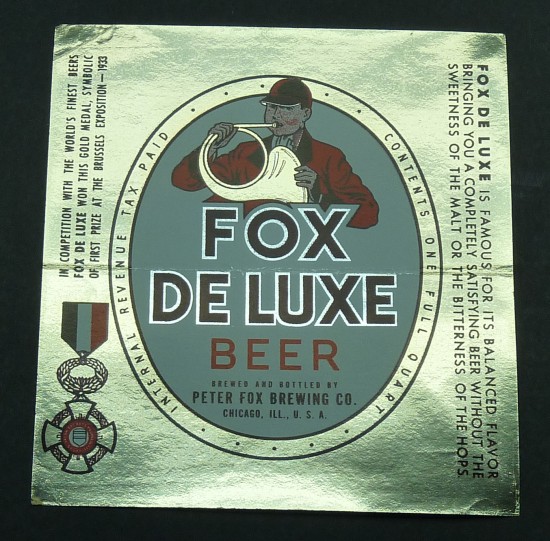 IN COMPETITION WITH THE WORLD'S FINEST BEERS
FOX DE LUXE WON THIS GOLD MEDAL, SYMBOLIC
OF FIRST PRIZE AT THE BRUSSELS EXPOSITION—1933
INTERNAL REVENUE TAX PAID
CONTENTS ONE FULL QUART
FOX
DE LUXE
BEER
BREWED AND BOTTLED BY
PETER FOX BREWING CO.
CHICAGO, ILL., U. S. A.
FOX DE LUXE IS FAMOUS FOR ITS BALANCED FLAVOR
BRINGING YOU A COMPLETELY SATISFYING BEER WITHOUT THE
SWEETNESS OF THE MALT OR THE BITTERNESS OF THE HOPS.